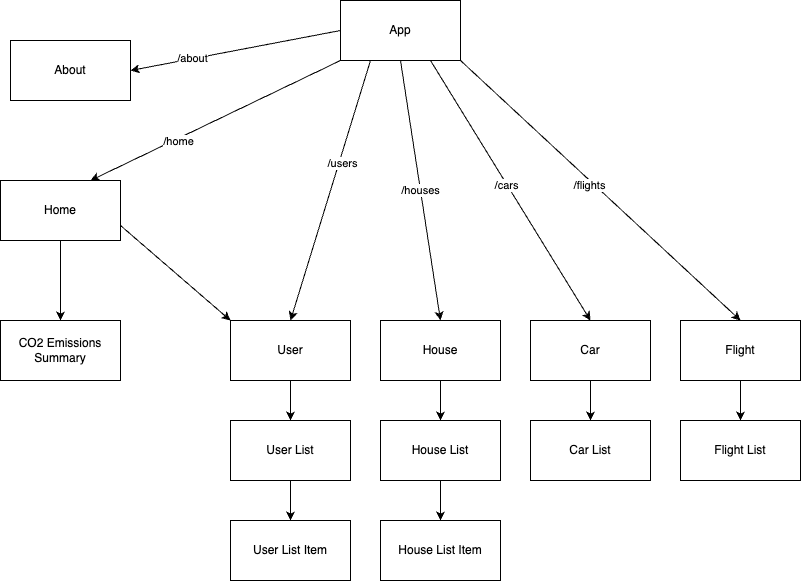 App
About
/about
/home
/users
/houses
/cars
/flights
Home
CO2 Emissions
Summary
User
House
Car
Flight
User List
House List
Car List
Flight List
User List Item
House List Item